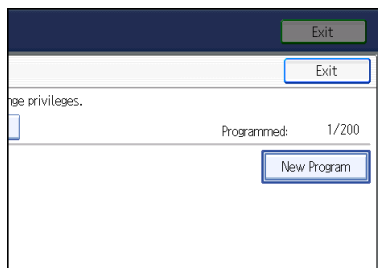 Exit
Exit
nge privileges.
Programmed: 1/200
New Program